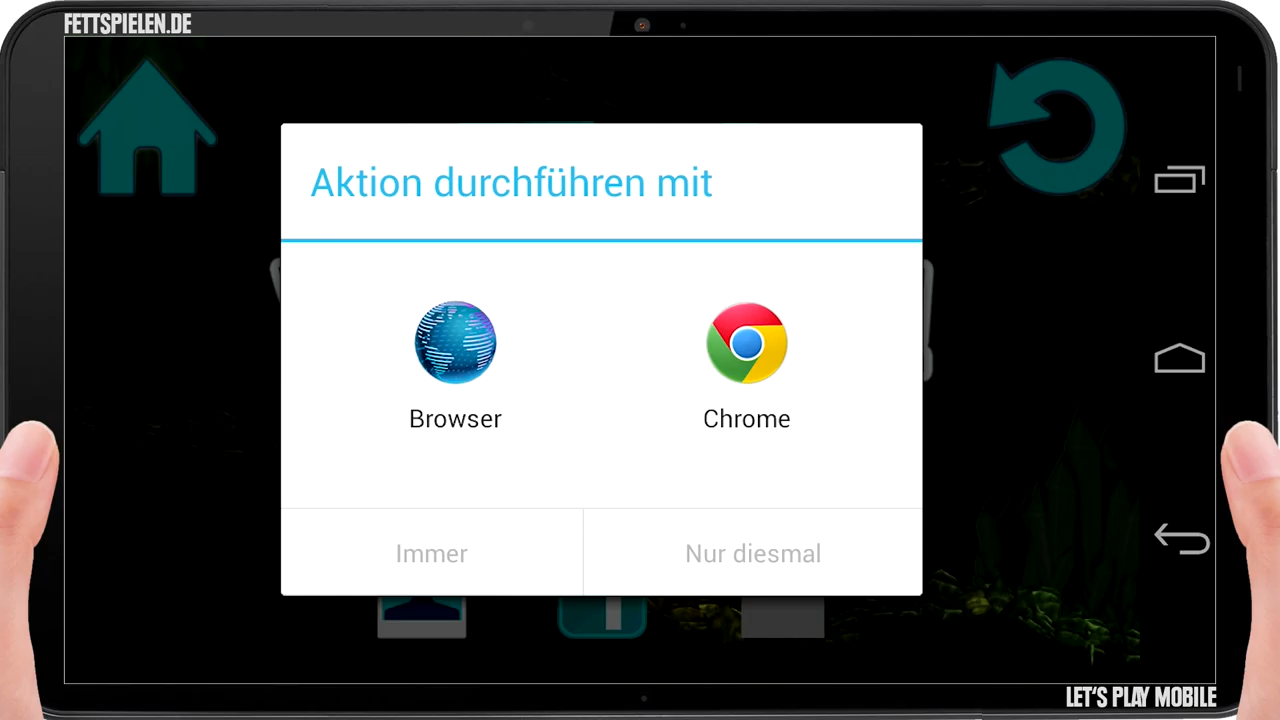 FETTSPIELEN.DE
Aktion durchführen mit
Browser
Chrome
Immer
Nur diesmal
LET'S PLAY MOBILE